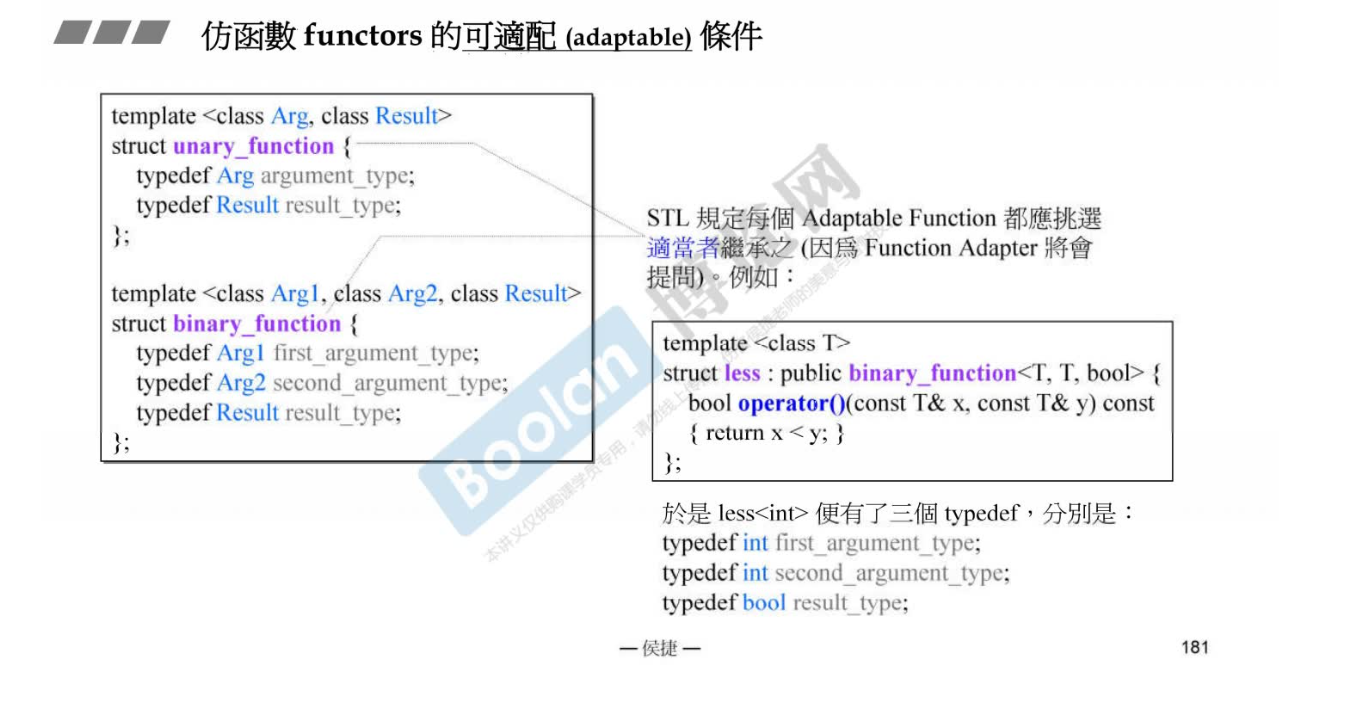 仿函數 functors 的可適配 (adaptable) 條件
template <class Arg, class Result>
struct unary_function {
typedef Arg argument_type;
typedef Result result_type;
};
template <class Arg1, class Arg2, class Result>
struct binary_function {
typedef Arg1 first_argument_type;
typedef Arg2 second_argument_type;
typedef Result result_type;
};
STL 規定每個 Adaptable Function 都應挑選
適當者繼承之 (因爲 Function Adapter 將會
提問)。例如：
template <class T>
struct less : public binary_function<T, T, bool> {
bool operator()(const T& x, const T& y) const
{ return x < y; }
};
於是 less<int> 便有了三個 typedef，分別是：
typedef int first_argument_type;
typedef int second_argument_type;
typedef bool result_type;
Boolan 博览网
本讲义仅供购课学员专用，请勿线上传
— 侯捷 —
181